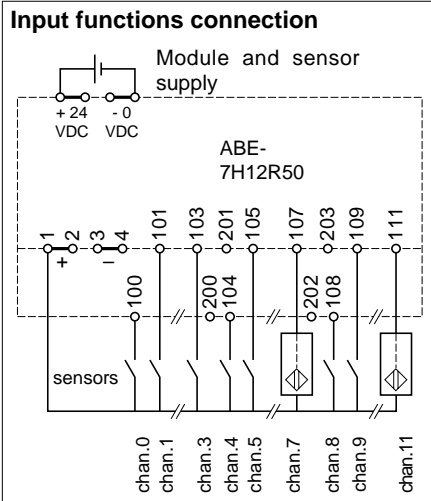 Input functions connection
Module and sensor
supply
+ 24
VDC
- 0
VDC
ABE-
7H12R50
1
2
3
4
101
103
201
105
107
203
109
111
+
–
100
200
104
202
108
sensors
chan.0
chan.1
chan.3
chan.4
chan.5
chan.7
chan.8
chan.9
chan.11